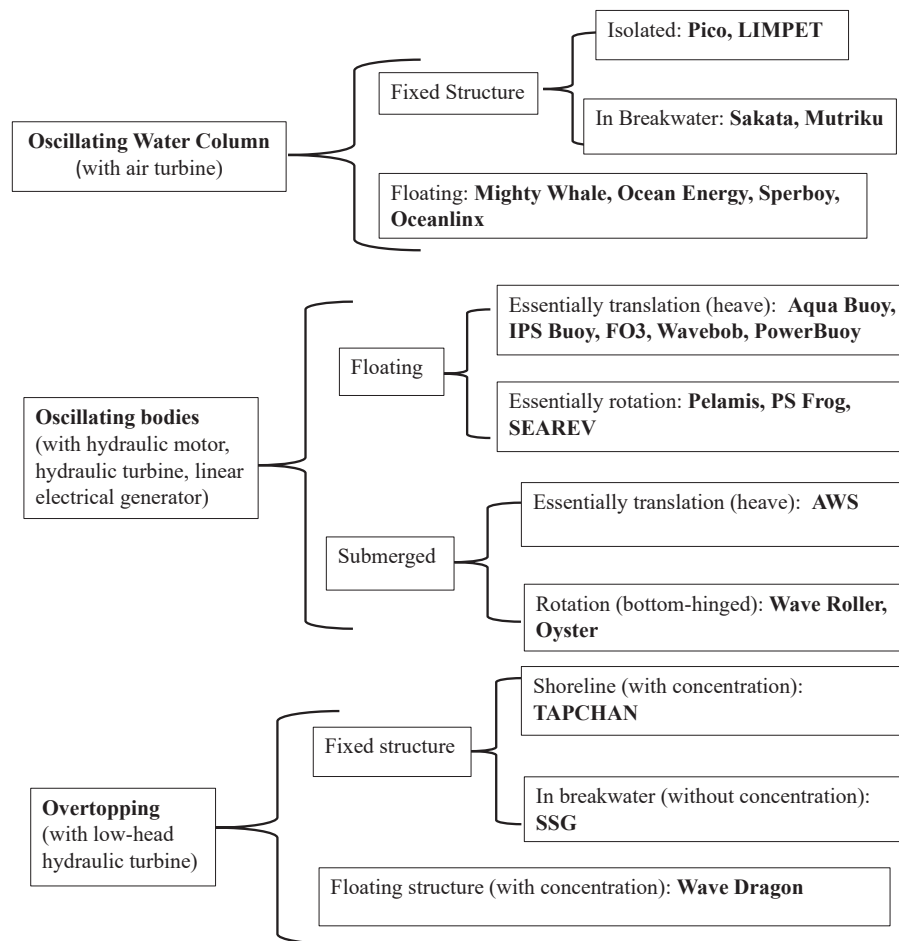 Isolated: Pico, LIMPET
Fixed Structure
In Breakwater: Sakata, Mutriku
Oscillating Water Column
(with air turbine)
Floating: Mighty Whale, Ocean Energy, Sperboy,
Oceanlinx
Essentially translation (heave): Aqua Buoy,
IPS Buoy, FO3, Wavebob, PowerBuoy
Floating
Essentially rotation: Pelamis, PS Frog,
SEAREV
Oscillating bodies
(with hydraulic motor,
hydraulic turbine, linear
electrical generator)
Essentially translation (heave): AWS
Submerged
Rotation (bottom-hinged): Wave Roller,
Oyster
Shoreline (with concentration):
TAPCHAN
Fixed structure
In breakwater (without concentration):
SSG
Overtopping
(with low-head
hydraulic turbine)
Floating structure (with concentration): Wave Dragon